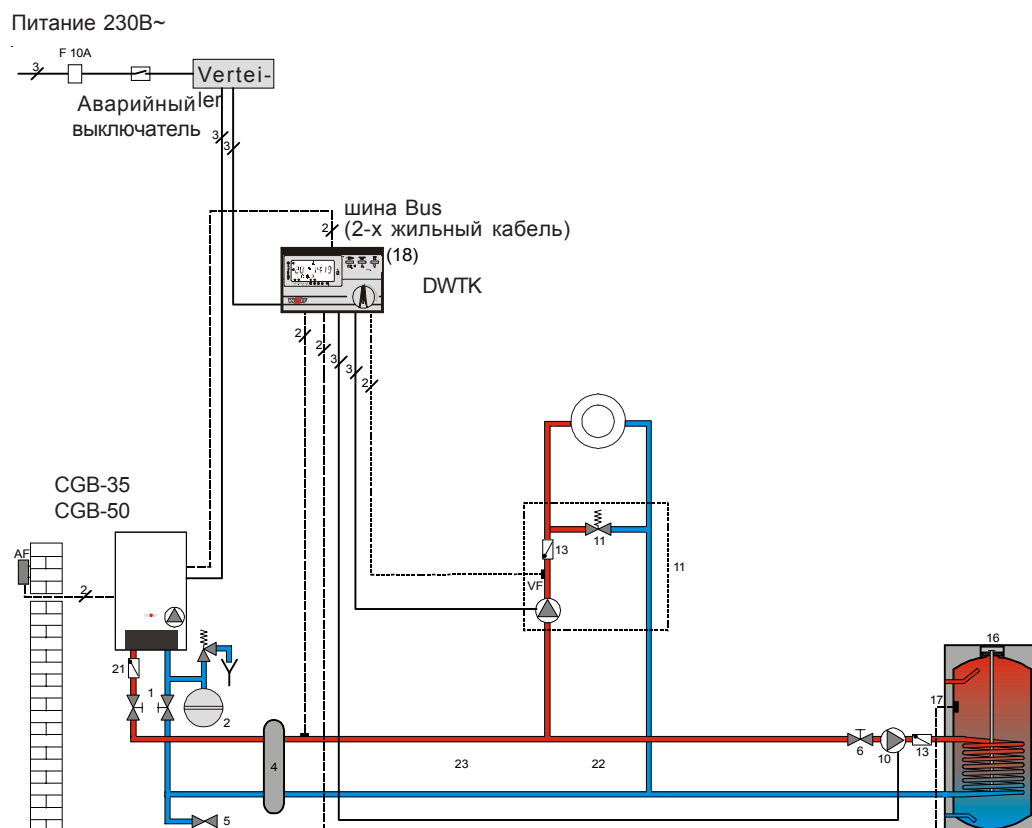 Питание 230В~
F 10A
3
Vertei-
ler
Аварийный
выключатель
3
3
шина Bus
2
(2-х жильный кабель)
(18)
DWTK
2
2
3
3
2
CGB-35
CGB-50
AF
2
13
11
VF
11
21
1
2
16
17
4
23
22
6
10
13
5